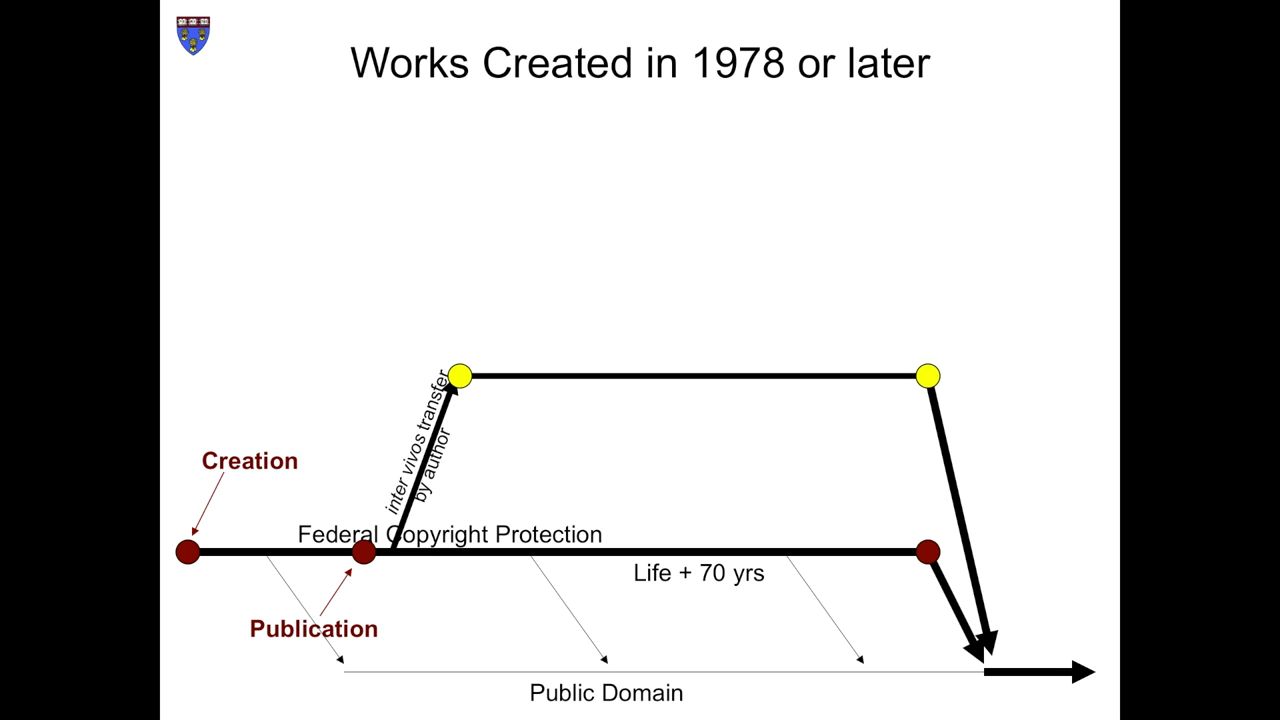 Works Created in 1978 or later
inter vivos transfer
by author
Creation
Federal Copyright Protection
Life + 70 yrs
Publication
Public Domain